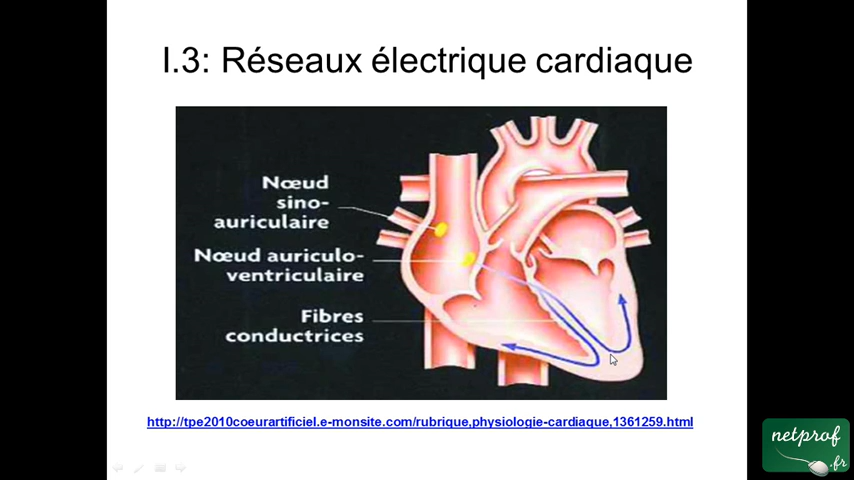 I.3: Réseaux électrique cardiaque
Nœud
sino-
auriculaire
Nœud auriculo-
ventriculaire
Fibres
conductrices
http://tpe2010coeurartificiel.e-monsite.com/rubrique,physiologie-cardiaque,1361259.html
netprof
.fr